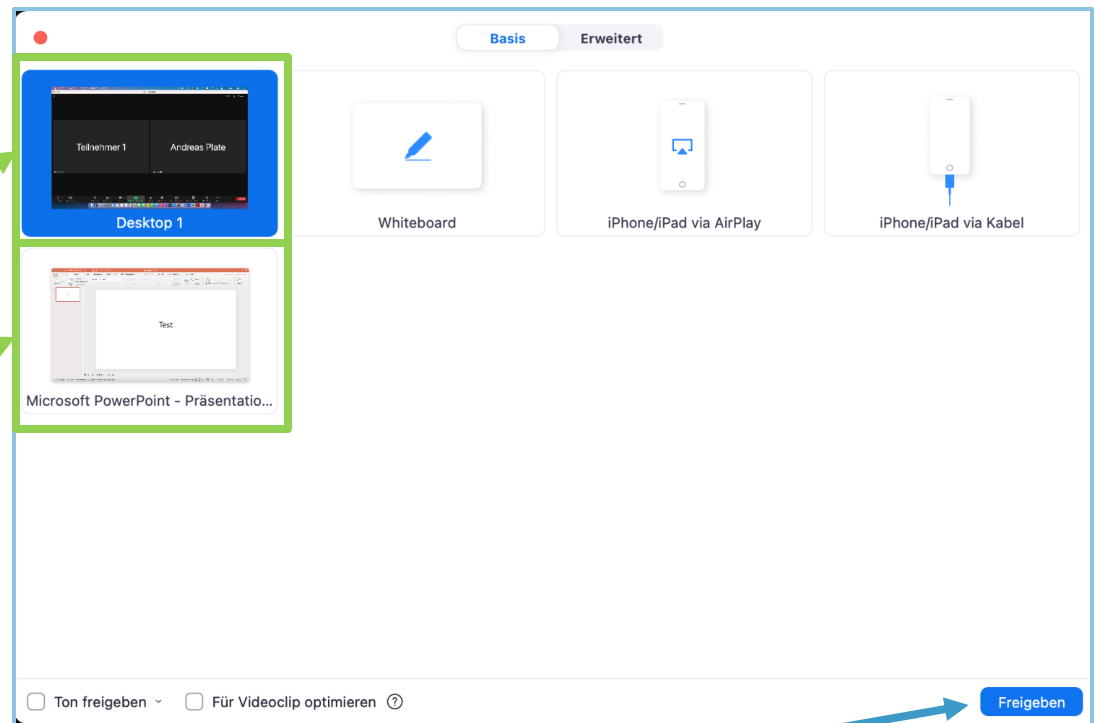 Basis Erweitert
Teilnehmer 1 Andreas Plate
Desktop 1 Whiteboard iPhone/iPad via AirPlay iPhone/iPad via Kabel
Test
Microsoft PowerPoint - Präsentatio...
Ton freigeben Für Videoclip optimieren ? Freigeben